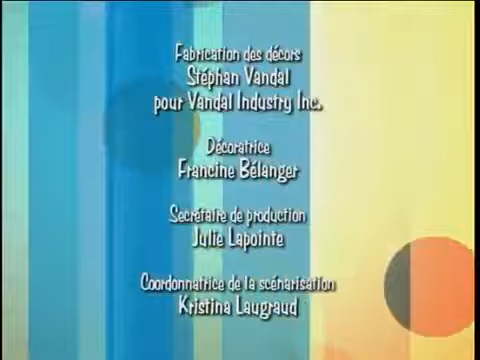 Fabrication des décors
Stéphan Vandal
pour Vandal Industry Inc.
Décoratrice
Francine Bélanger
Secrétaire de production
Julie Lapointe
Coordonnatrice de la scénarisation
Kristina Laugraud